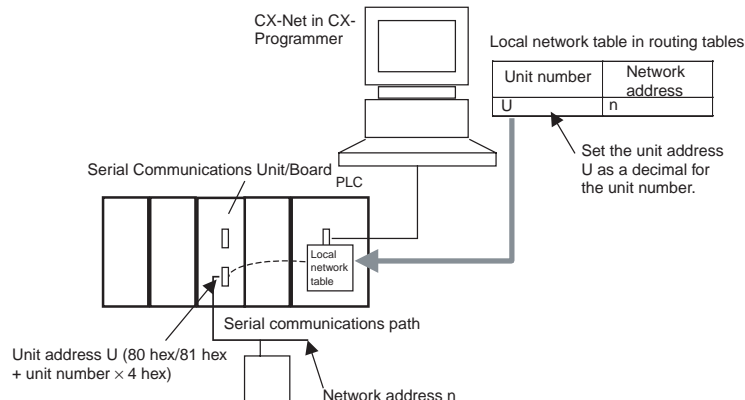 CX-Net in CX-
Programmer
Local network table in routing tables
Unit number
Network
address
U
n
Set the unit address
U as a decimal for
the unit number.
Serial Communications Unit/Board
PLC
Local
network
table
Serial communications path
Unit address U (80 hex/81 hex
+ unit number × 4 hex)
Network address n